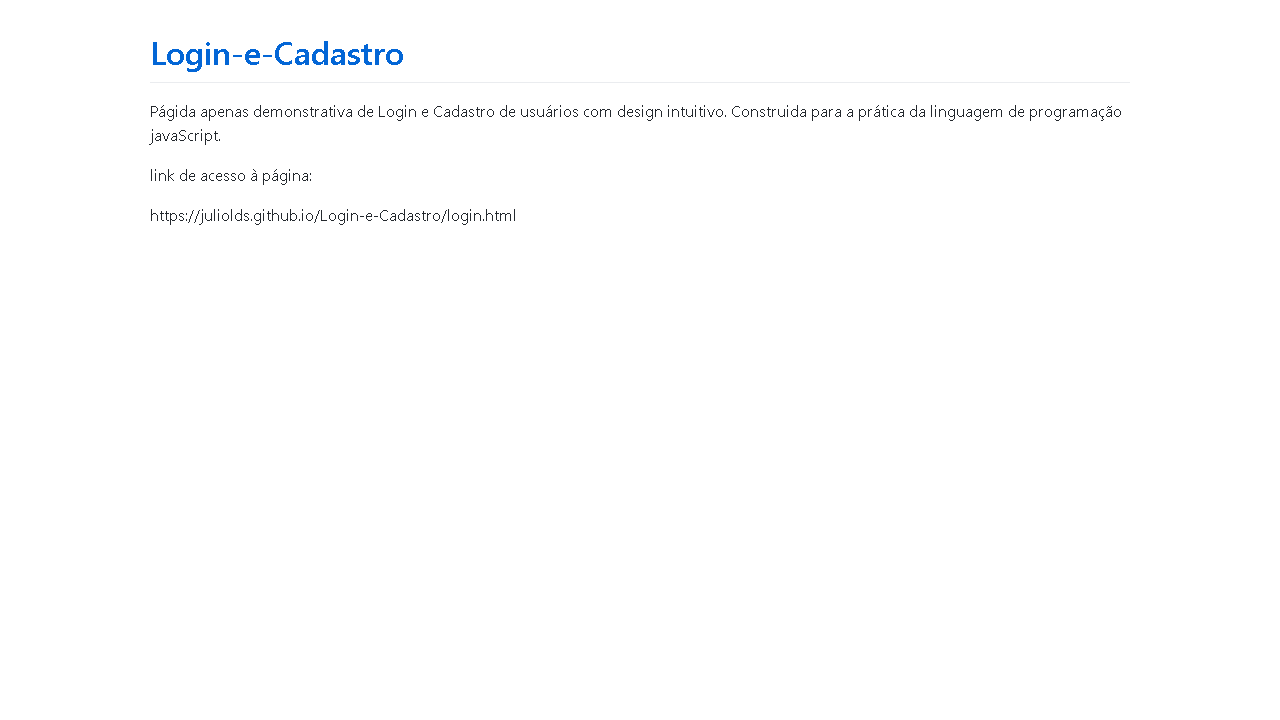 Login-e-Cadastro
Págida apenas demonstrativa de Login e Cadastro de usuários com design intuitivo. Construida para a prática da linguagem de programação
javaScript.
link de acesso à página:
https://juliolds.github.io/Login-e-Cadastro/login.html